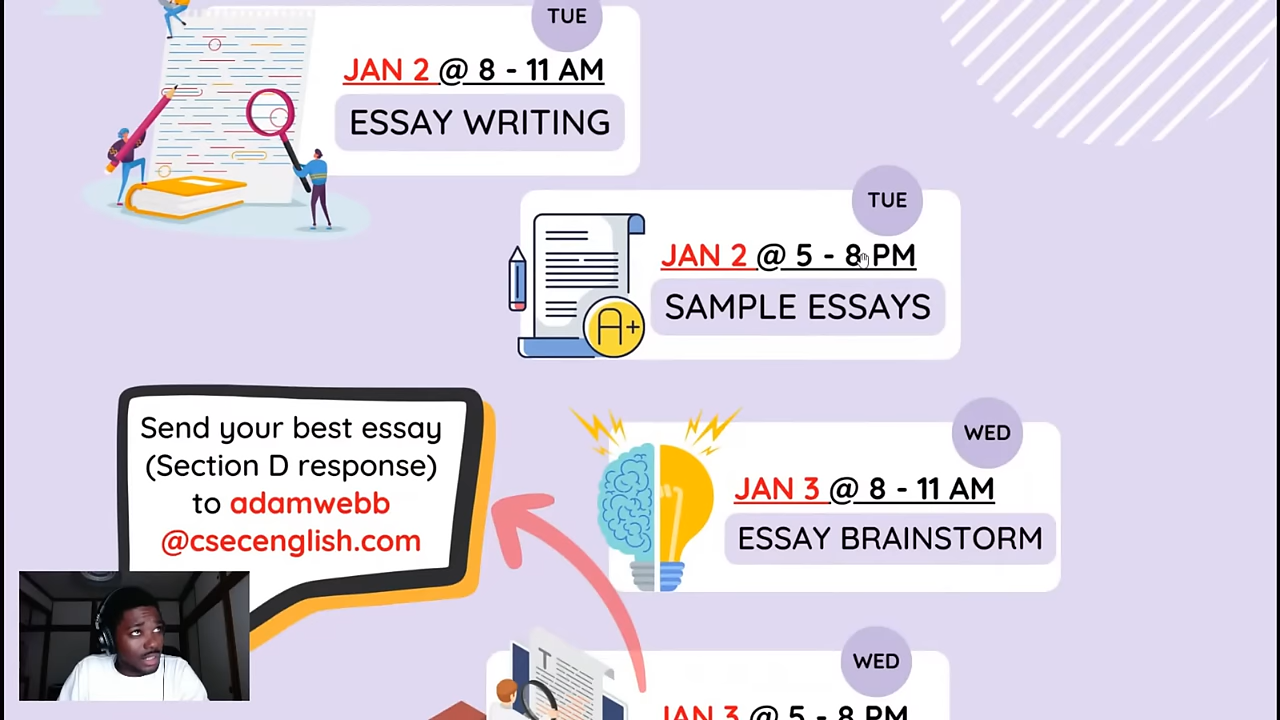 TUE
JAN 2 @ 8 - 11 AM
ESSAY WRITING
TUE
JAN 2 @ 5 - 8 PM
SAMPLE ESSAYS
A+
Send your best essay
(Section D response)
to adamwebb
@csecenglish.com
WED
JAN 3 @ 8 - 11 AM
ESSAY BRAINSTORM
WED
T
JAN 3 @ 5 - 8 PM